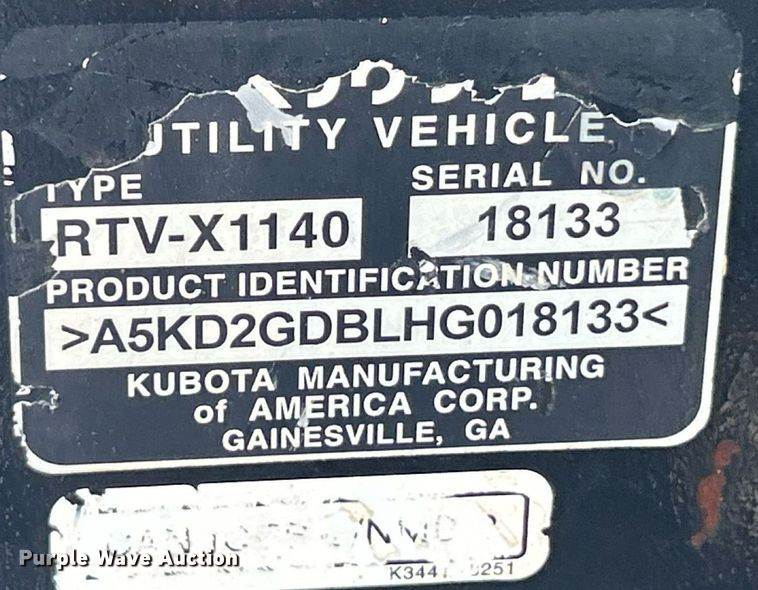 UTILITY VEHICLE
TYPE SERIAL NO.
RTV-X1140 18133
PRODUCT IDENTIFICATION NUMBER
>A5KD2GDBLHG018133<
KUBOTA MANUFACTURING
of AMERICA CORP.
GAINESVILLE, GA
Purple Wave Auction